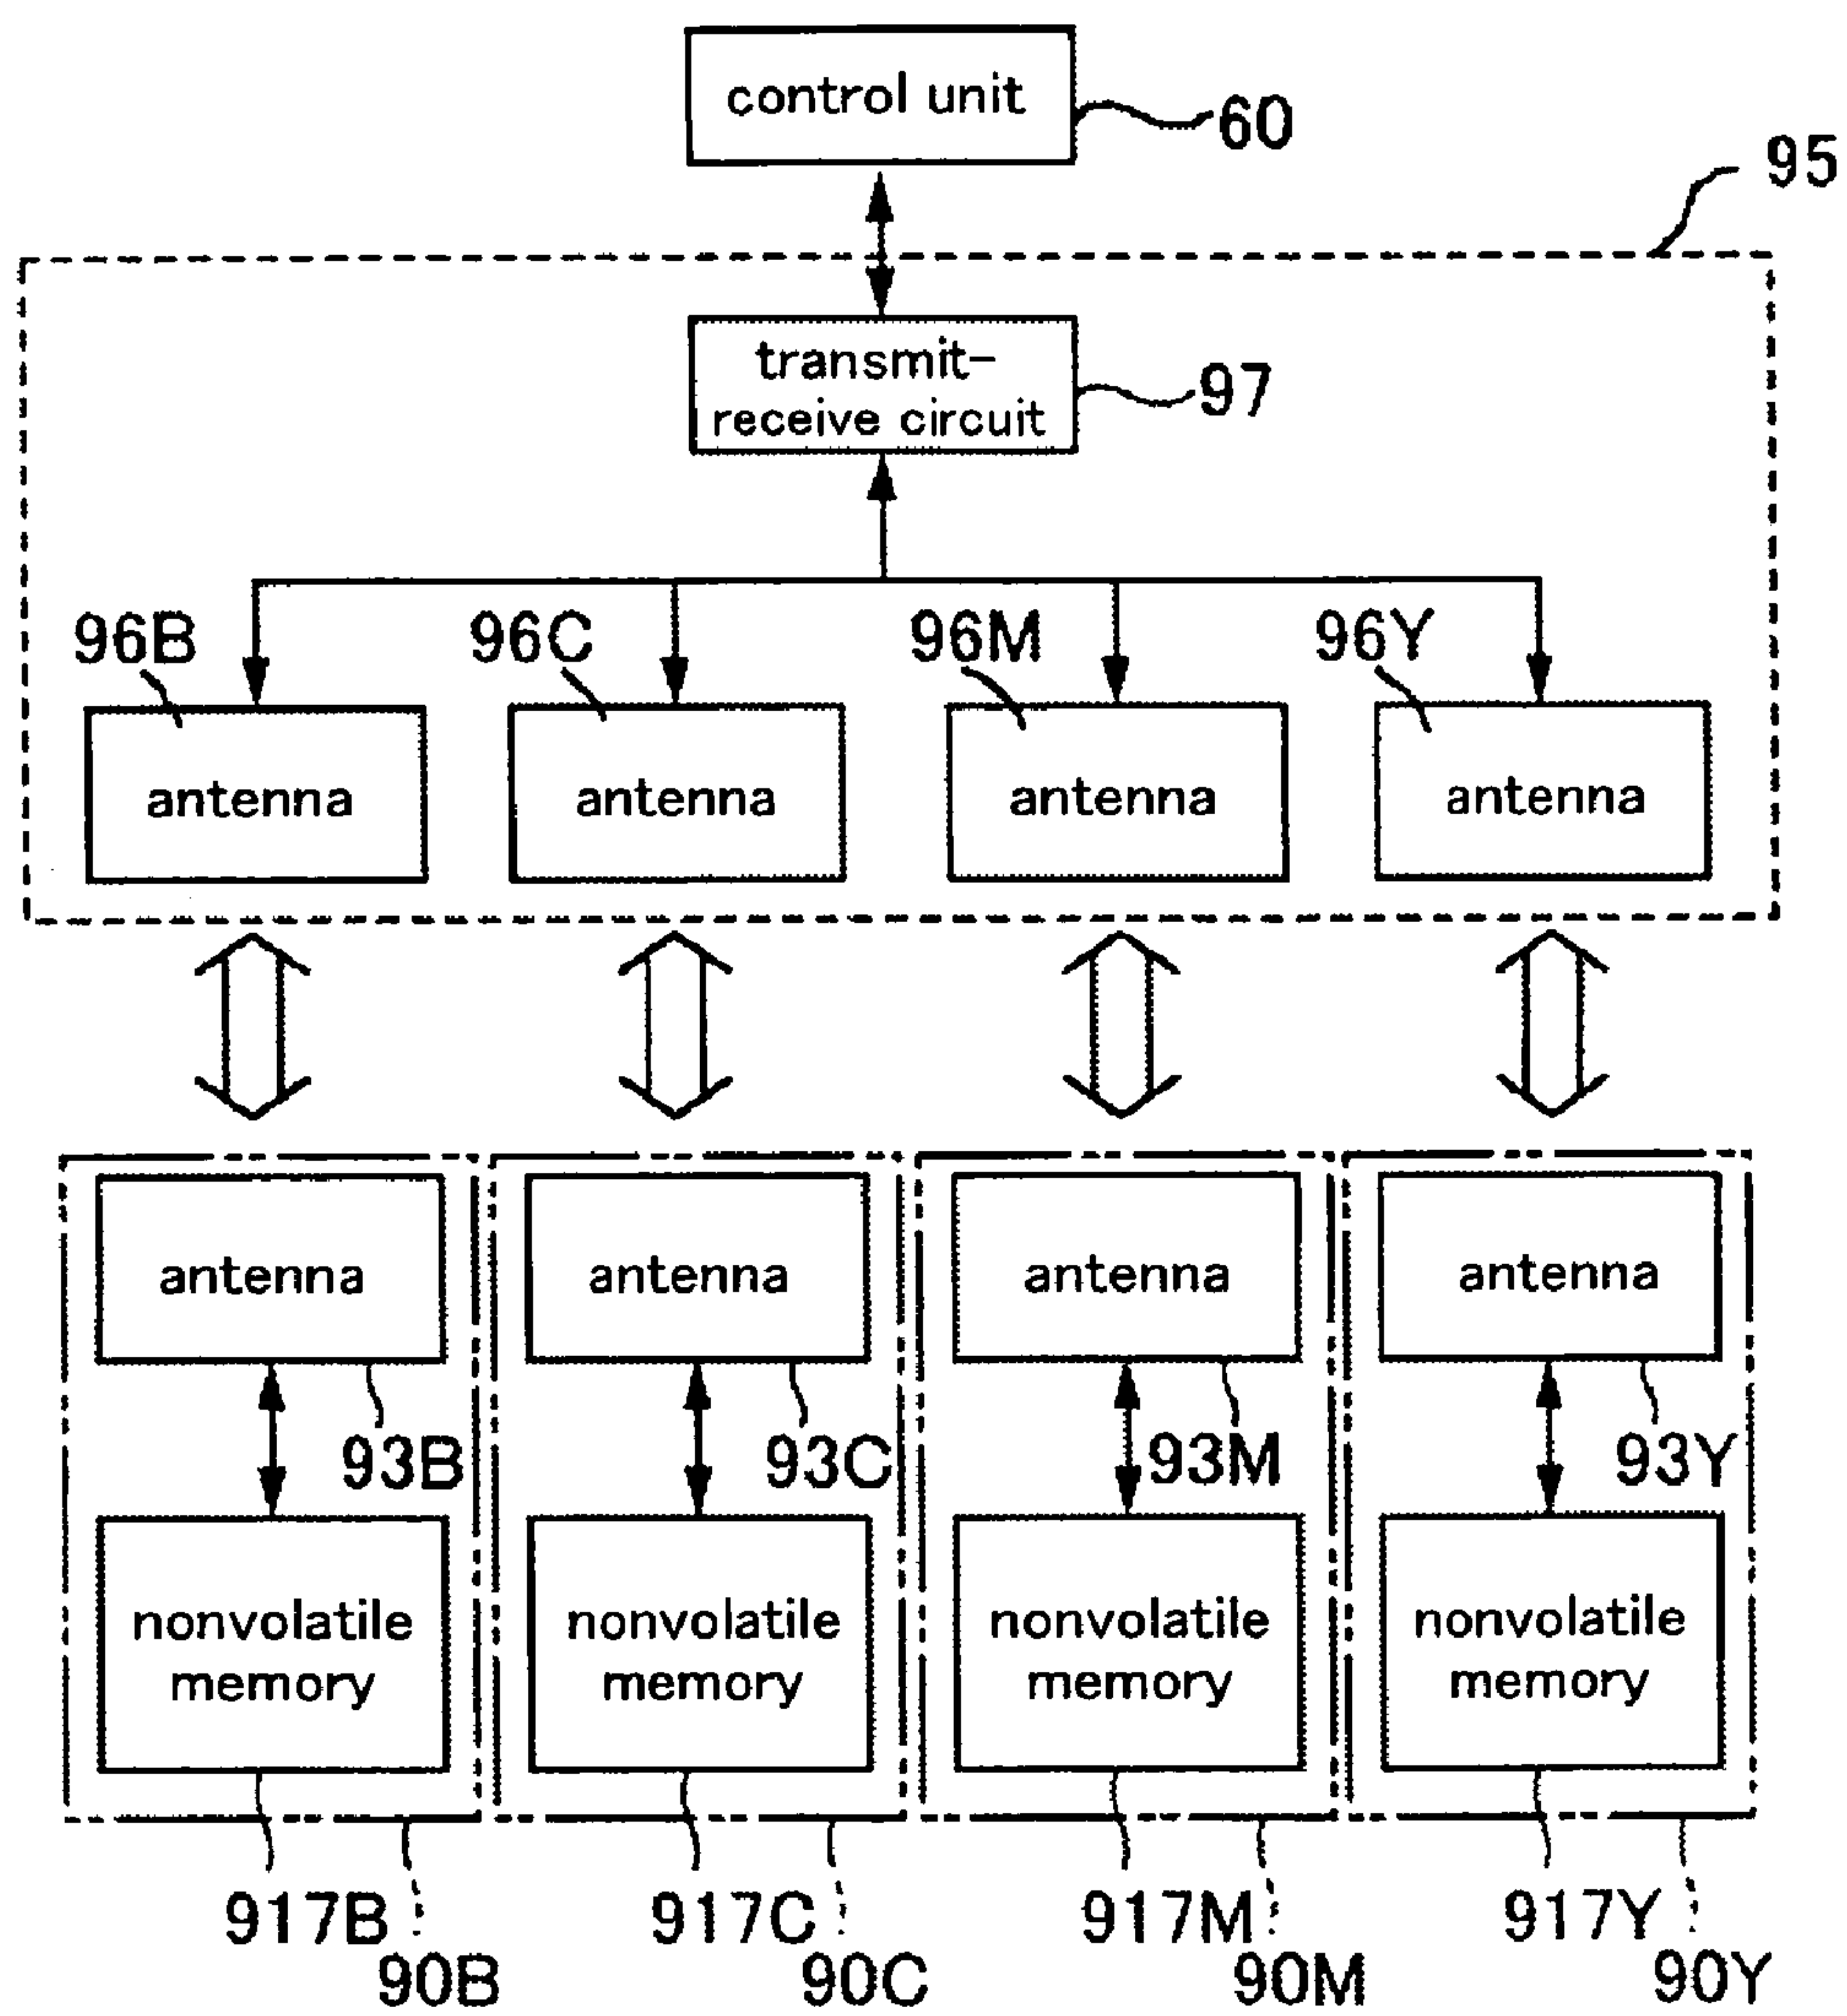 control unit
60
95
transmit-
receive circuit
97
96B
96C
96M
96Y
antenna
antenna
antenna
antenna
antenna
antenna
antenna
antenna
93B
93C
93M
93Y
nonvolatile
memory
nonvolatile
memory
nonvolatile
memory
nonvolatile
memory
917B
917C
917M
917Y
90B
90C
90M
90Y